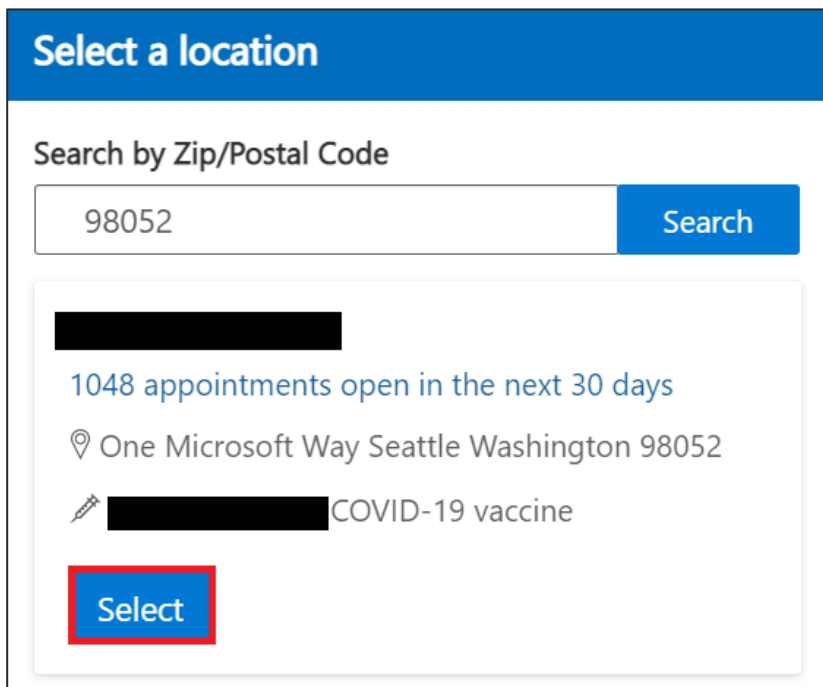 Select a location
Search by Zip/Postal Code
98052
Search
1048 appointments open in the next 30 days
One Microsoft Way Seattle Washington 98052
COVID-19 vaccine
Select